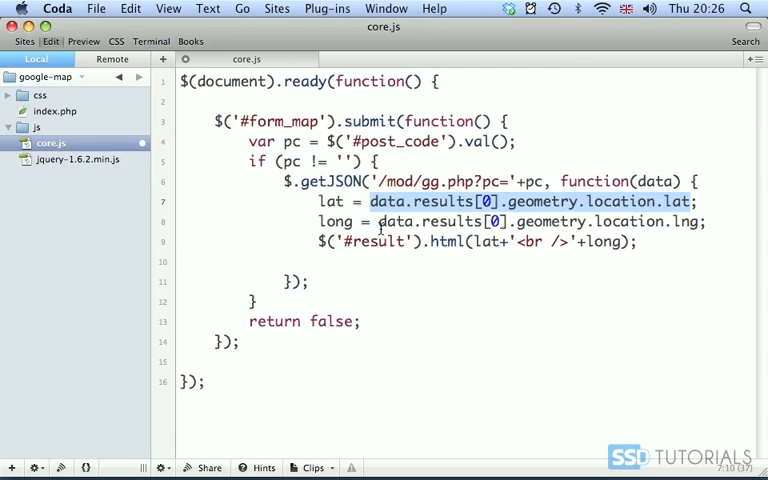 Coda File Edit View Text Go Sites Plug-ins Window Help Thu 20:26
core.js
Sites Edit Preview CSS Terminal Books Search
Local Remote + core.js
google-map
css
index.php
js
core.js
jquery-1.6.2.min.js
1 $(document).ready(function() {
2
3 $('#form_map').submit(function() {
4 var pc = $('#post_code').val();
5 if (pc != '') {
6 $.getJSON('/mod/gg.php?pc='+pc, function(data) {
7 lat = data.results[0].geometry.location.lat;
8 long = data.results[0].geometry.location.lng;
9 $('#result').html(lat+'<br />'+long);
10
11 });
12 }
13 return false;
14 });
15
16 });
SSDTUTORIALS
+ {} Share Hints Clips 7:10 (37)